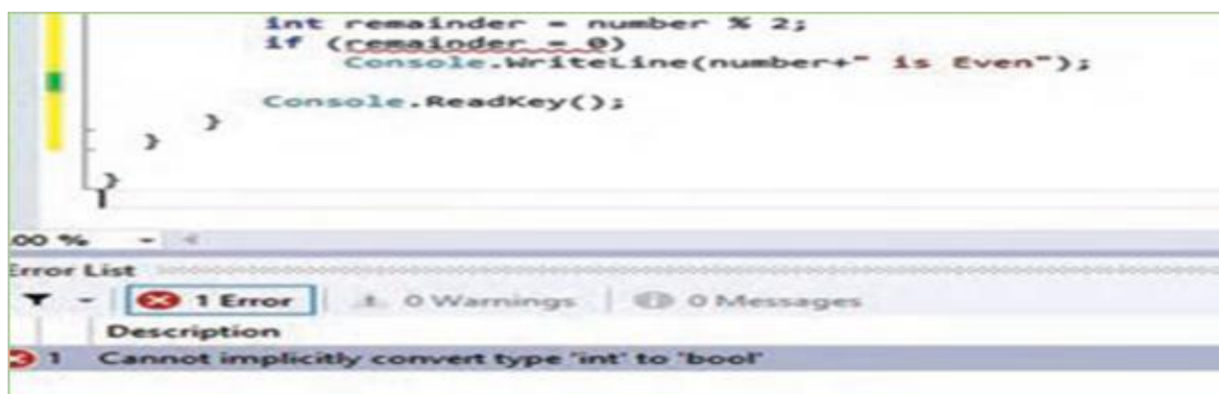 int remainder = number % 2;
if (remainder = 0)
Console.WriteLine(number+" is Even");
Console.ReadKey();
}
}
}
00 %
Error List
1 Error 0 Warnings 0 Messages
Description
1 Cannot implicitly convert type 'int' to 'bool'